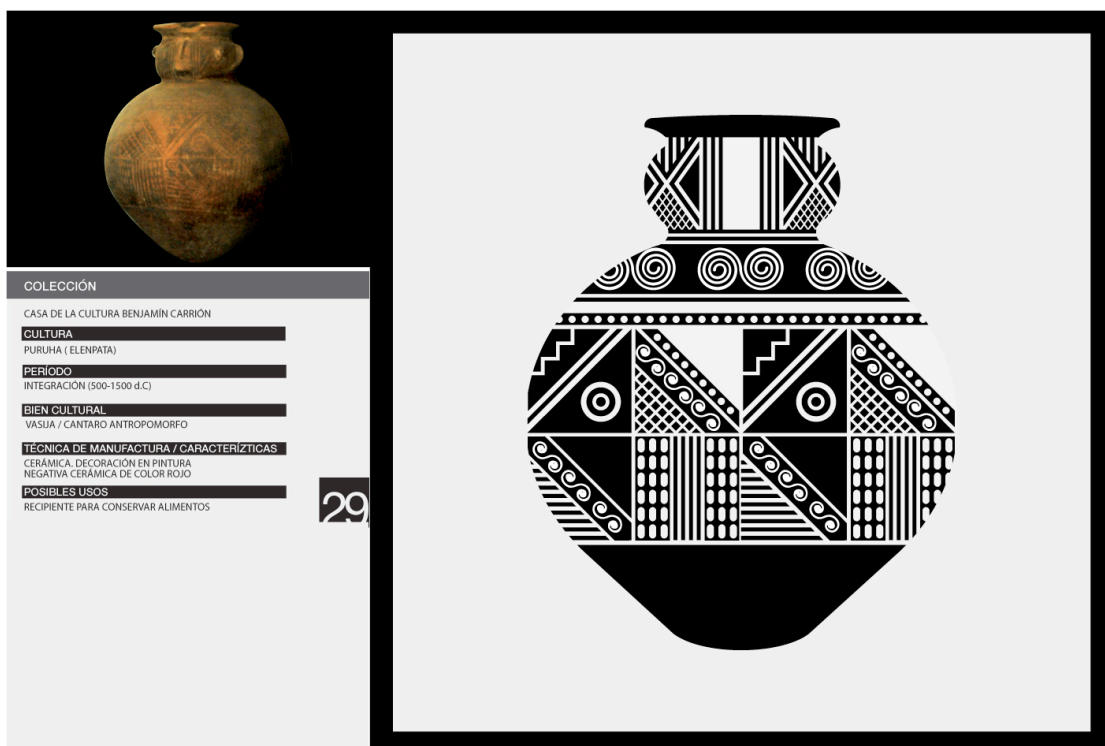 COLECCIÓN
CASA DE LA CULTURA BENJAMÍN CARRIÓN
CULTURA
PURUHA ( ELENPATA)
PERÍODO
INTEGRACIÓN (500-1500 d.C)
BIEN CULTURAL
VASIJA / CANTARO ANTROPOMORFO
TÉCNICA DE MANUFACTURA / CARACTERÍZTICAS
CERÁMICA. DECORACIÓN EN PINTURA
NEGATIVA CERÁMICA DE COLOR ROJO
POSIBLES USOS
RECIPIENTE PARA CONSERVAR ALIMENTOS
29